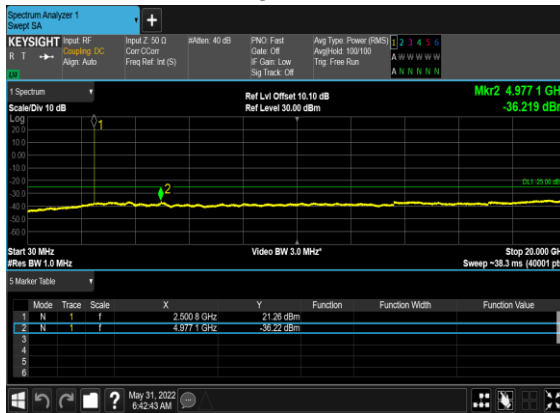 Spectrum Analyzer 1
Swept SA
KEYSIGHT Input: RF Input Z: 50 Ω #Atten: 40 dB PNO: Fast Avg Type: Power (RMS) 1 2 3 4 5 6
R T Coupling: DC Corr CCorr Gate: Off Avg|Hold: 100/100 A W W W W W
Align: Auto Freq Ref: Int (S) IF Gain: Low Trig: Free Run A N N N N N
Sig Track: Off
1 Spectrum Ref Lvl Offset 10.10 dB Mkr2 4.977 1 GH
Scale/Div 10 dB Ref Level 30.00 dBm -36.219 dB
Log 1
20.0
10.0
0.00
-10.0
-20.0 DL1 25.00 dB
-30.0 2
-40.0
-50.0
-60.0
Start 30 MHz Video BW 3.0 MHz* Stop 20.000 GH
#Res BW 1.0 MHz Sweep ~38.3 ms (40001 pt
5 Marker Table
Mode Trace Scale X Y Function Function Width Function Value
1 N 1 f 2.500 8 GHz 21.26 dBm
2 N 1 f 4.977 1 GHz -36.22 dBm
3
4
5
6
? May 31, 2022
6:42:43 AM